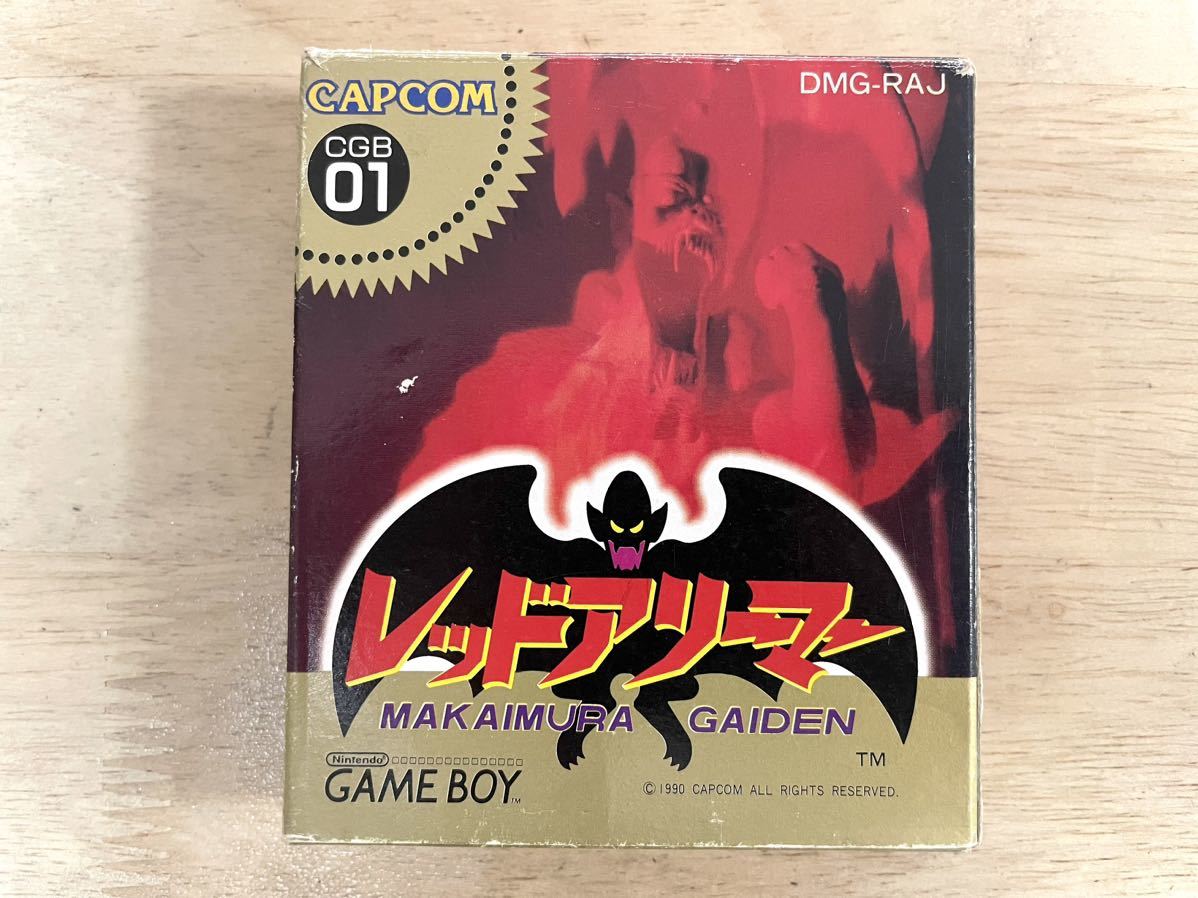 CAPCOM
DMG-RAJ
CGB
01
レッドアリーマー
MAKAIMURA GAIDEN
TM
Nintendo
GAME BOY TM
© 1990 CAPCOM ALL RIGHTS RESERVED.